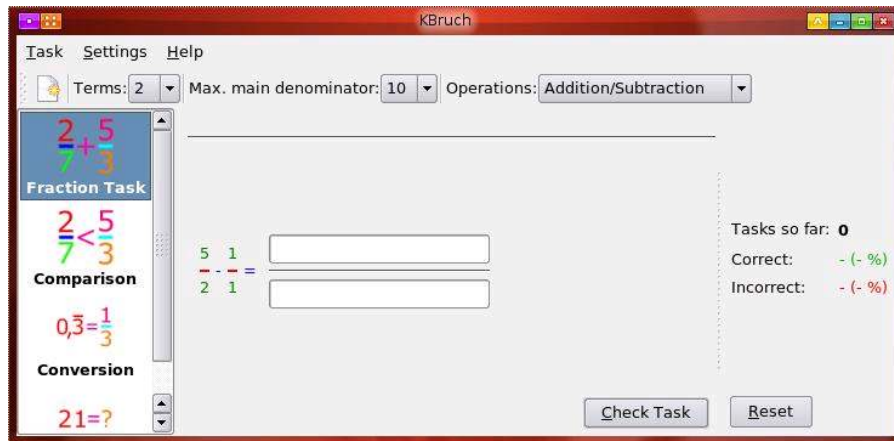 KBruch
Task Settings Help
Terms: 2 Max. main denominator: 10 Operations: Addition/Subtraction
2/7 + 5/3
Fraction Task
2/7 < 5/3
Comparison
0,3̅ = 1/3
Conversion
21=?
5/2 - 1/1 =
Tasks so far: 0
Correct: - (- %)
Incorrect: - (- %)
Check Task Reset